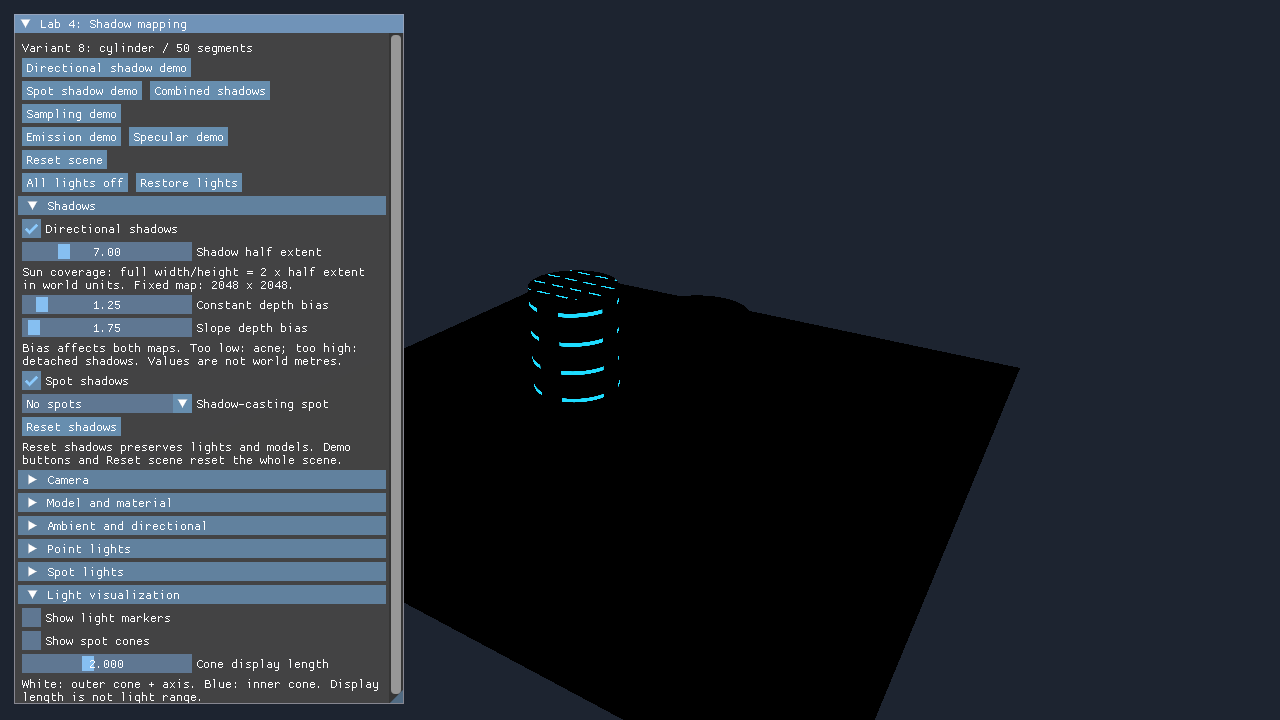 Lab 4: Shadow mapping
Variant 8: cylinder / 50 segments
Directional shadow demo
Spot shadow demo Combined shadows
Sampling demo
Emission demo Specular demo
Reset scene
All lights off Restore lights
Shadows
Directional shadows
7.00 Shadow half extent
Sun coverage: full width/height = 2 x half extent
in world units. Fixed map: 2048 x 2048.
1.25 Constant depth bias
1.75 Slope depth bias
Bias affects both maps. Too low: acne; too high:
detached shadows. Values are not world metres.
Spot shadows
No spots Shadow-casting spot
Reset shadows
Reset shadows preserves lights and models. Demo
buttons and Reset scene reset the whole scene.
Camera
Model and material
Ambient and directional
Point lights
Spot lights
Light visualization
Show light markers
Show spot cones
2.000 Cone display length
White: outer cone + axis. Blue: inner cone. Display
length is not light range.